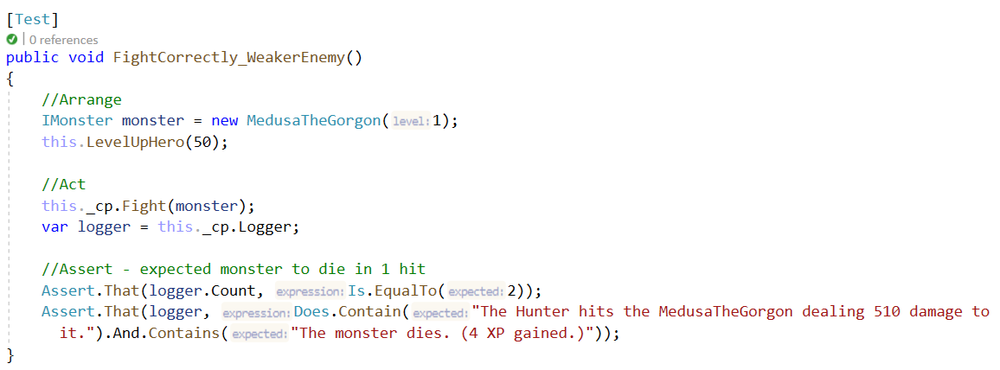 [Test]
| 0 references
public void FightCorrectly_WeakerEnemy()
{
//Arrange
IMonster monster = new MedusaTheGorgon(level: 1);
this.LevelUpHero(50);
//Act
this._cp.Fight(monster);
var logger = this._cp.Logger;
//Assert - expected monster to die in 1 hit
Assert.That(logger.Count, expression: Is.EqualTo(expected: 2));
Assert.That(logger, expression: Does.Contain(expected: "The Hunter hits the MedusaTheGorgon dealing 510 damage to
it.").And.Contains(expected: "The monster dies. (4 XP gained.)"));
}